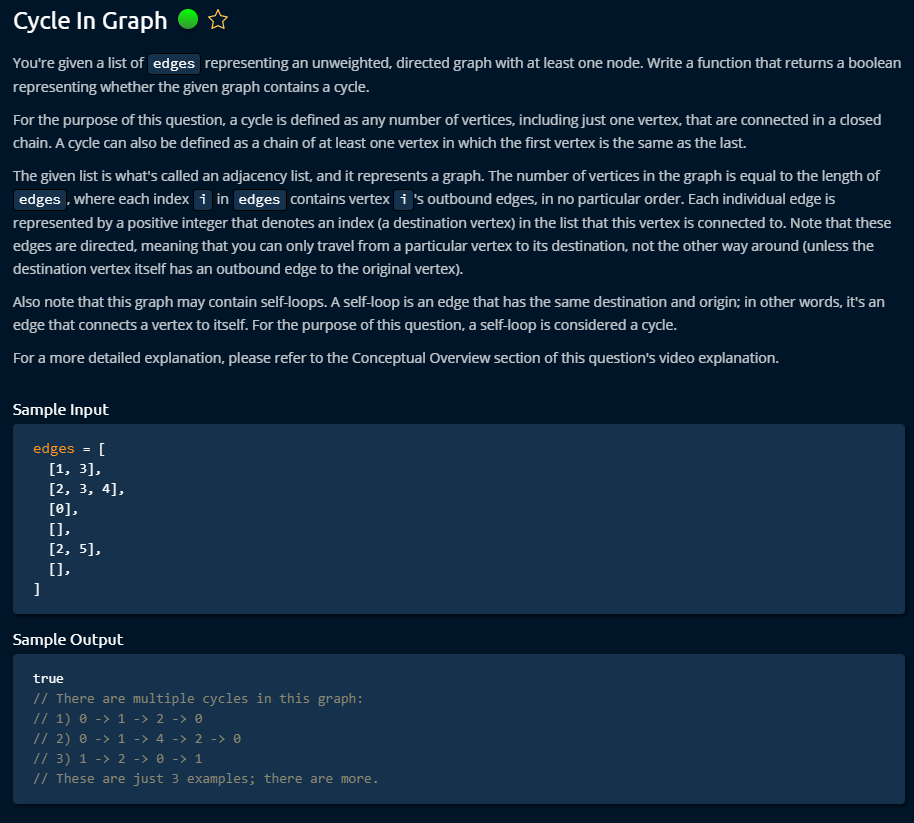 Cycle In Graph
You're given a list of edges representing an unweighted, directed graph with at least one node. Write a function that returns a boolean
representing whether the given graph contains a cycle.
For the purpose of this question, a cycle is defined as any number of vertices, including just one vertex, that are connected in a closed
chain. A cycle can also be defined as a chain of at least one vertex in which the first vertex is the same as the last.
The given list is what's called an adjacency list, and it represents a graph. The number of vertices in the graph is equal to the length of
edges, where each index i in edges contains vertex i's outbound edges, in no particular order. Each individual edge is
represented by a positive integer that denotes an index (a destination vertex) in the list that this vertex is connected to. Note that these
edges are directed, meaning that you can only travel from a particular vertex to its destination, not the other way around (unless the
destination vertex itself has an outbound edge to the original vertex).
Also note that this graph may contain self-loops. A self-loop is an edge that has the same destination and origin; in other words, it's an
edge that connects a vertex to itself. For the purpose of this question, a self-loop is considered a cycle.
For a more detailed explanation, please refer to the Conceptual Overview section of this question's video explanation.
Sample Input
edges = [
  [1, 3],
  [2, 3, 4],
  [0],
  [],
  [2, 5],
  [],
]
Sample Output
true
// There are multiple cycles in this graph:
// 1) 0 -> 1 -> 2 -> 0
// 2) 0 -> 1 -> 4 -> 2 -> 0
// 3) 1 -> 2 -> 0 -> 1
// These are just 3 examples; there are more.